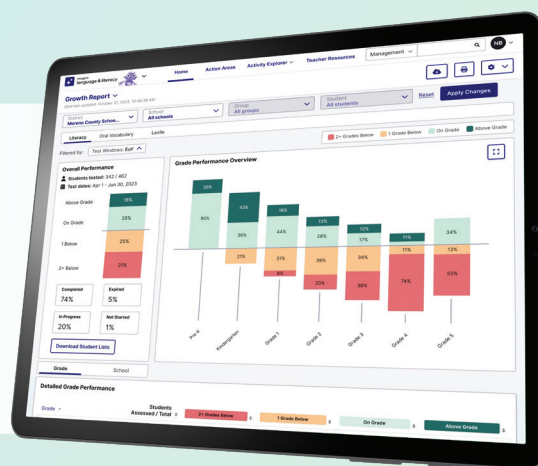 imagine
language & literacy
Home
Action Areas
Activity Explorer
Teacher Resources
Management
NB
Growth Report
Data last updated: October 31, 2023, 10:48:36 AM
District
Morene County Schoo...
School
All schools
Group
All groups
Student
All students
Reset
Apply Changes
Literacy
Oral Vocabulary
Lexile
Filtered by:
Test Windows: EoY
2+ Grades Below
1 Grade Below
On Grade
Above Grade
Overall Performance
Students tested: 342 / 462
Test dates: Apr 1 - Jun 30, 2023
Above Grade
16%
On Grade
28%
1 Below
25%
2+ Below
31%
Completed
74%
Expired
5%
In Progress
20%
Not Started
1%
Download Student Lists
Grade Performance Overview
20%
80%
43%
36%
21%
16%
44%
31%
9%
13%
28%
39%
20%
12%
17%
34%
38%
11%
11%
74%
34%
13%
53%
Pre-K
Kindergarten
Grade 1
Grade 2
Grade 3
Grade 4
Grade 5
Grade
School
Detailed Grade Performance
Grade
Students
Assessed / Total
2+ Grades Below
1 Grade Below
On Grade
Above Grade